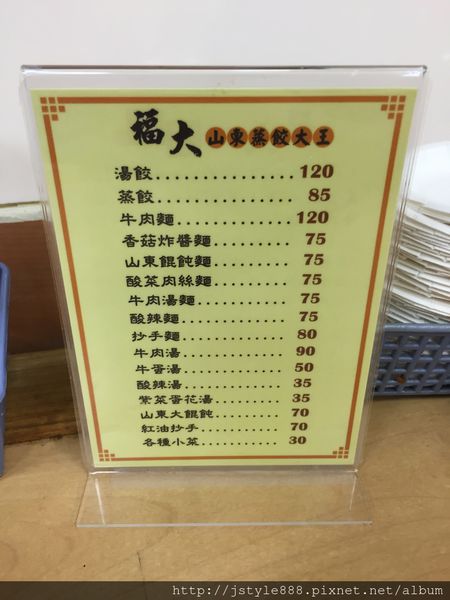 福大山東蒸餃大王
湯餃................120
蒸餃................85
牛肉麵..............120
香菇炸醬麵......... 75
山東餛飩麵......... 75
酸菜肉絲麵......... 75
牛肉湯麵........... 75
酸辣麵............. 75
抄手麵............. 80
牛肉湯............. 90
牛蛋湯............. 50
酸辣湯............. 35
紫菜蛋花湯......... 35
山東大餛飩......... 70
紅油抄手........... 70
各種小菜........... 30
http://jstyle888.pixnet.net/album